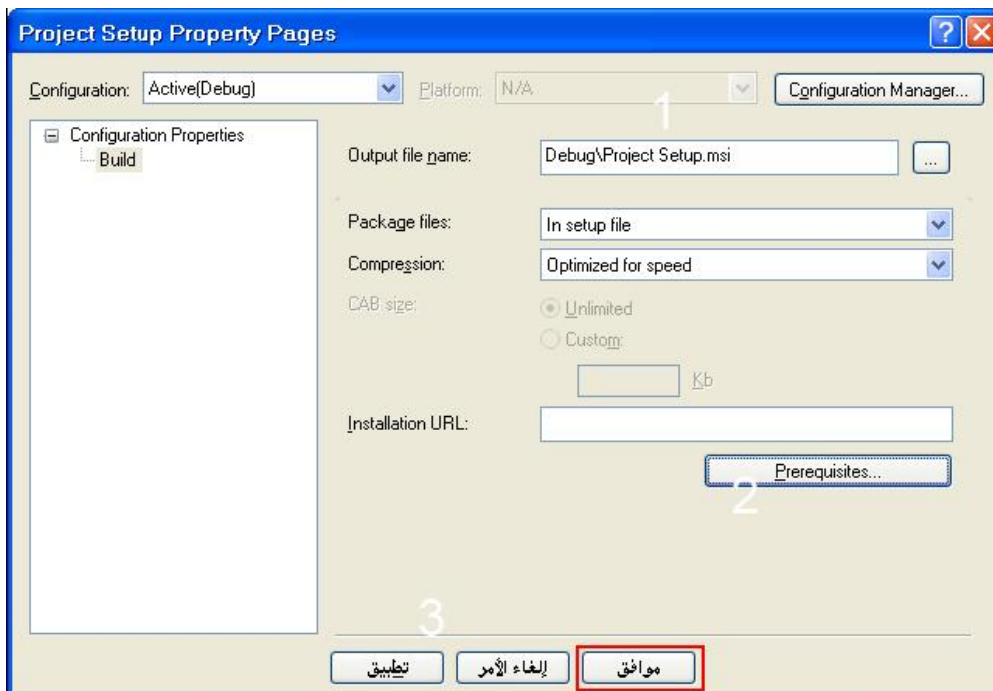 Project Setup Property Pages
Configuration: Active(Debug) Platform: N/A Configuration Manager...
1
Configuration Properties
Build
Output file name: Debug\Project Setup.msi ...
Package files: In setup file
Compression: Optimized for speed
CAB size: Unlimited
Custom:
Kb
Installation URL:
Prerequisites...
2
3
موافق إلغاء الأمر تطبيق